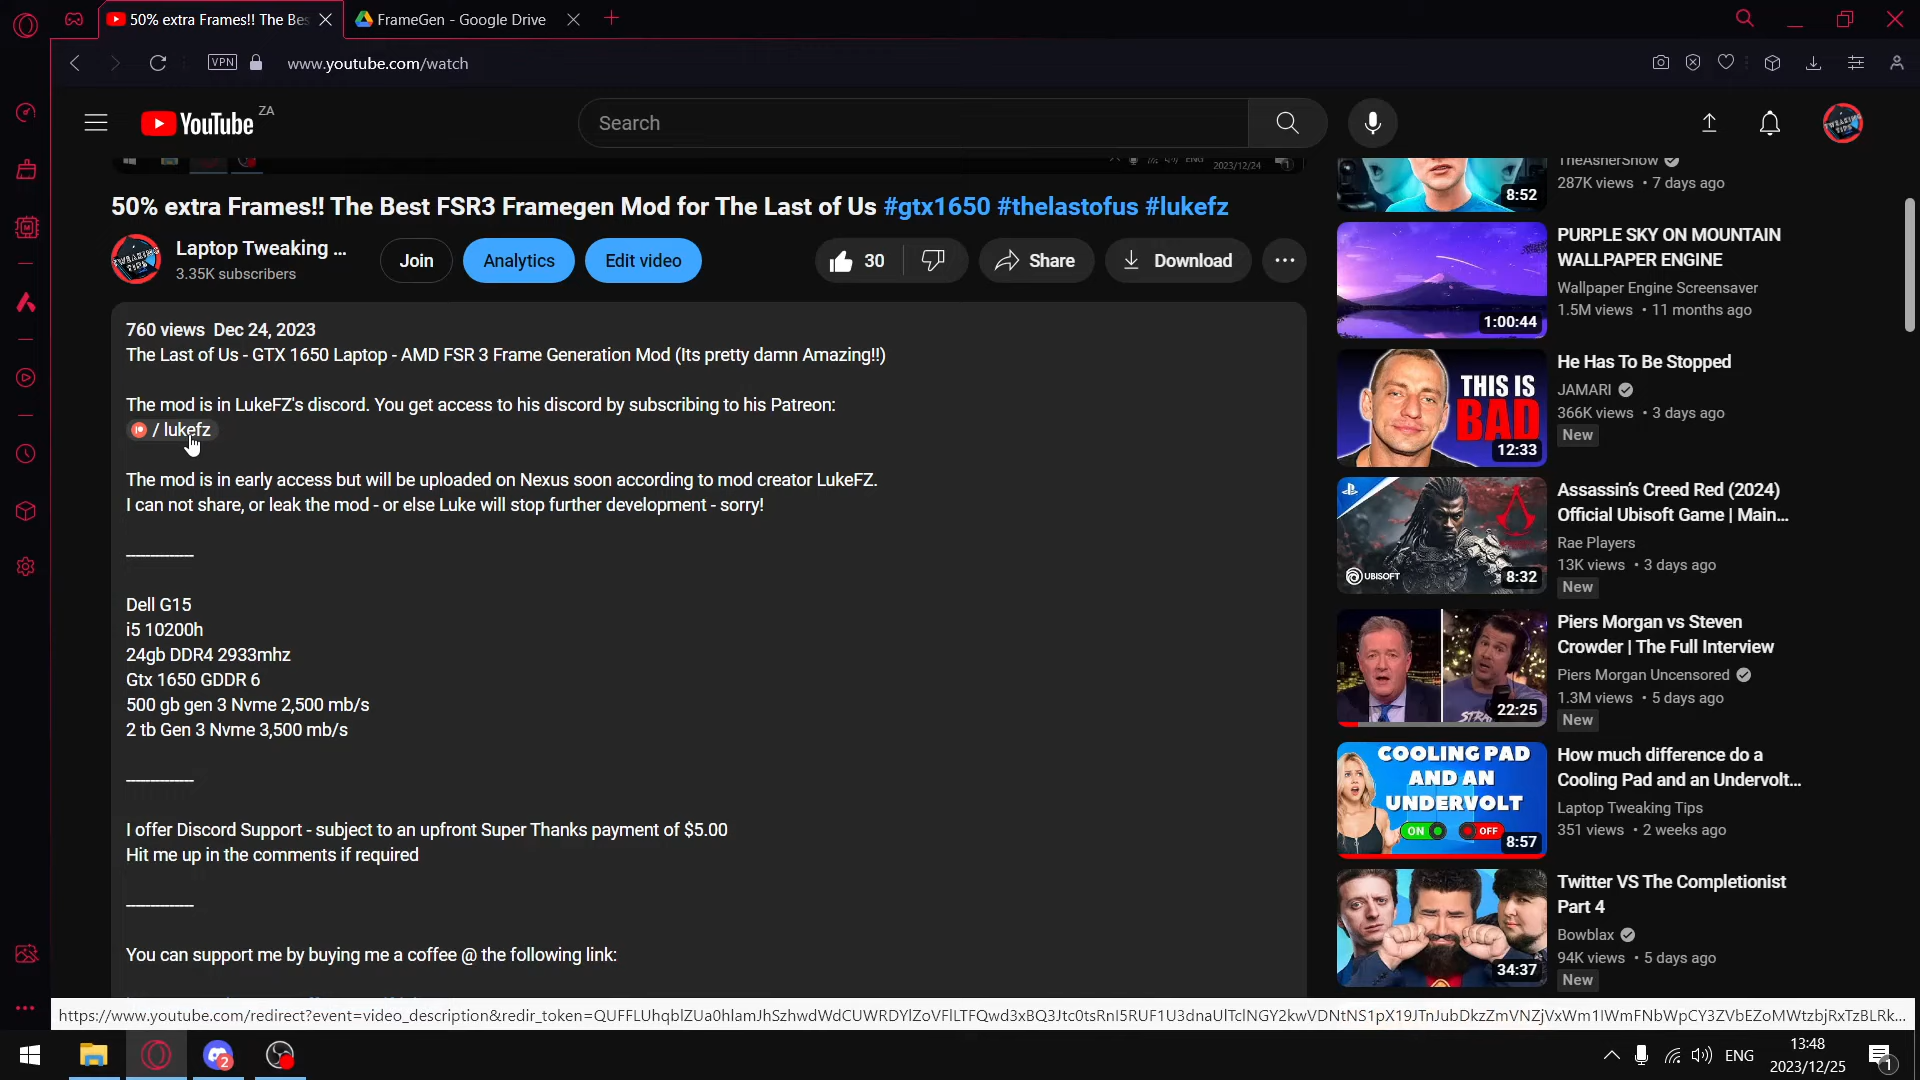 50% extra Frames!! The Bes
FrameGen - Google Drive
VPN
www.youtube.com/watch
YouTube
ZA
Search
TWEAKING TIPS
ENG
2023/12/24
50% extra Frames!! The Best FSR3 Framegen Mod for The Last of Us #gtx1650 #thelastofus #lukefz
Laptop Tweaking ...
3.35K subscribers
Join
Analytics
Edit video
30
Share
Download
760 views  Dec 24, 2023
The Last of Us - GTX 1650 Laptop - AMD FSR 3 Frame Generation Mod (Its pretty damn Amazing!!)
The mod is in LukeFZ's discord. You get access to his discord by subscribing to his Patreon:
/ lukefz
The mod is in early access but will be uploaded on Nexus soon according to mod creator LukeFZ.
I can not share, or leak the mod - or else Luke will stop further development - sorry!
--------------
Dell G15
i5 10200h
24gb DDR4 2933mhz
Gtx 1650 GDDR 6
500 gb gen 3 Nvme 2,500 mb/s
2 tb Gen 3 Nvme 3,500 mb/s
--------------
I offer Discord Support - subject to an upfront Super Thanks payment of $5.00
Hit me up in the comments if required
--------------
You can support me by buying me a coffee @ the following link:
TheAsherShow
287K views • 7 days ago
8:52
PURPLE SKY ON MOUNTAIN
WALLPAPER ENGINE
Wallpaper Engine Screensaver
1.5M views • 11 months ago
1:00:44
He Has To Be Stopped
JAMARI
366K views • 3 days ago
New
THIS IS
BAD
12:33
Assassin's Creed Red (2024)
Official Ubisoft Game | Main...
Rae Players
13K views • 3 days ago
New
UBISOFT
8:32
Piers Morgan vs Steven
Crowder | The Full Interview
Piers Morgan Uncensored
1.3M views • 5 days ago
New
22:25
How much difference do a
Cooling Pad and an Undervolt...
Laptop Tweaking Tips
351 views • 2 weeks ago
COOLING PAD
AND AN
UNDERVOLT
ON
OFF
8:57
Twitter VS The Completionist
Part 4
Bowblax
94K views • 5 days ago
New
34:37
2
ENG
13:48
2023/12/25
1